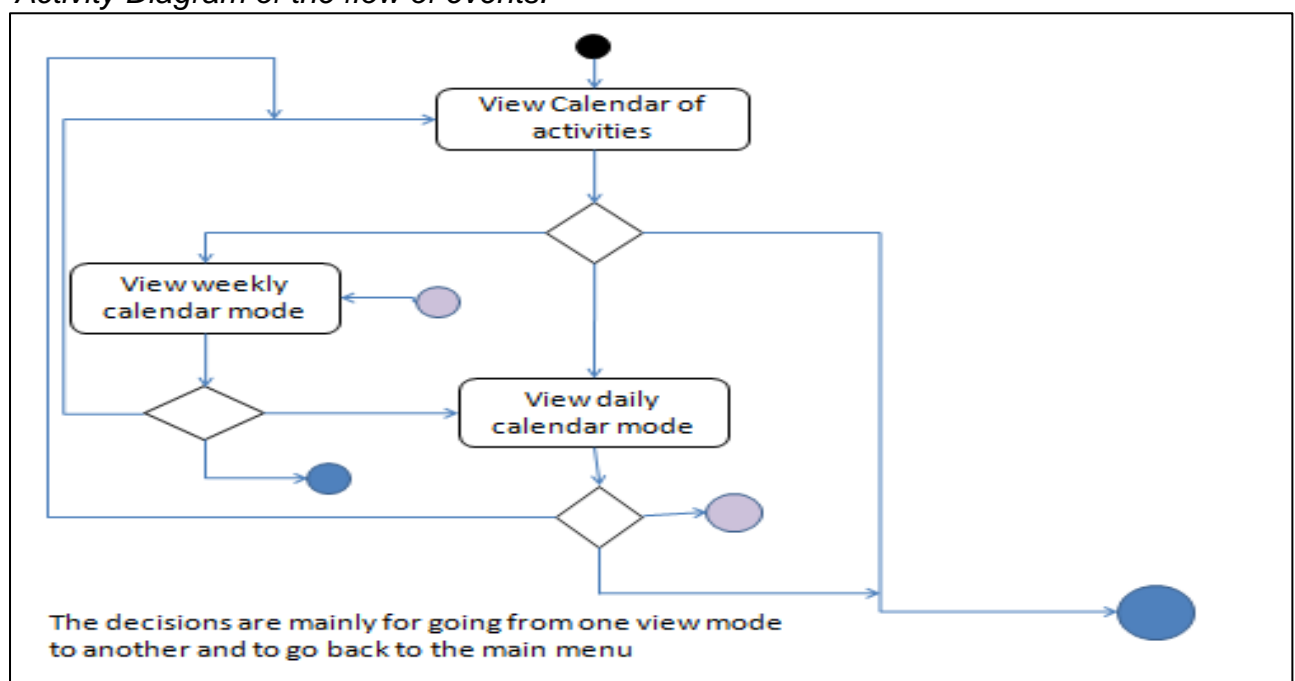 Activity Diagram of the flow of events:
View Calendar of
activities
View weekly
calendar mode
View daily
calendar mode
The decisions are mainly for going from one view mode
to another and to go back to the main menu